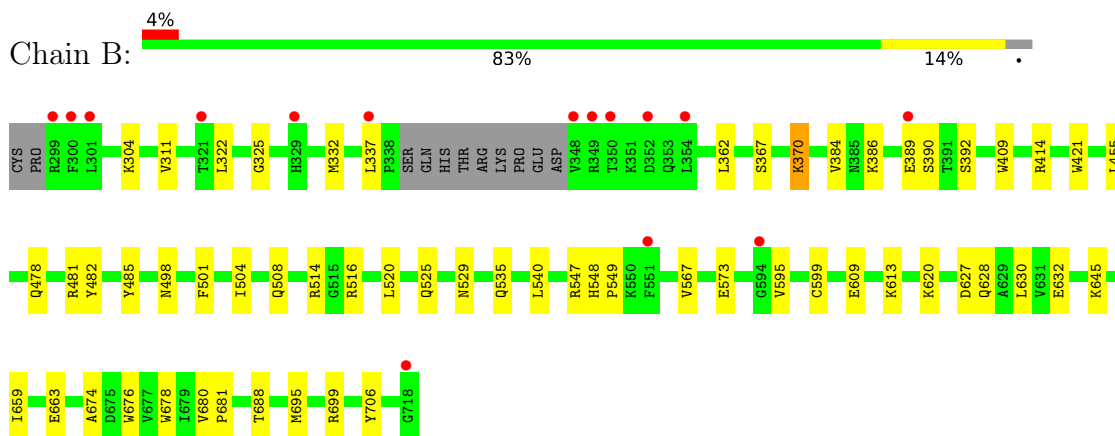 4%
Chain B:
83% 14% •
CYS PRO R299 F300 L301 K304 V311 T321 L322 G325 H329 M332 L337 P338 SER GLN HIS THR ARG LYS PRO GLU ASP V348 R349 T350 K351 D352 Q353 L354 L362 S367 K370 V384 N385 K386 E389 S390 T391 S392 W409 R414 W421 L455
Q478 R481 Y482 Y485 N498 F501 I504 Q508 R514 G515 R516 L520 Q525 N529 Q535 L540 R547 H548 P549 K550 F551 V567 E573 G594 V595 C599 E609 K613 K620 D627 Q628 A629 L630 V631 E632 K645
I659 E663 A674 D675 W676 V677 W678 I679 V680 P681 T688 M695 R699 Y706 G718